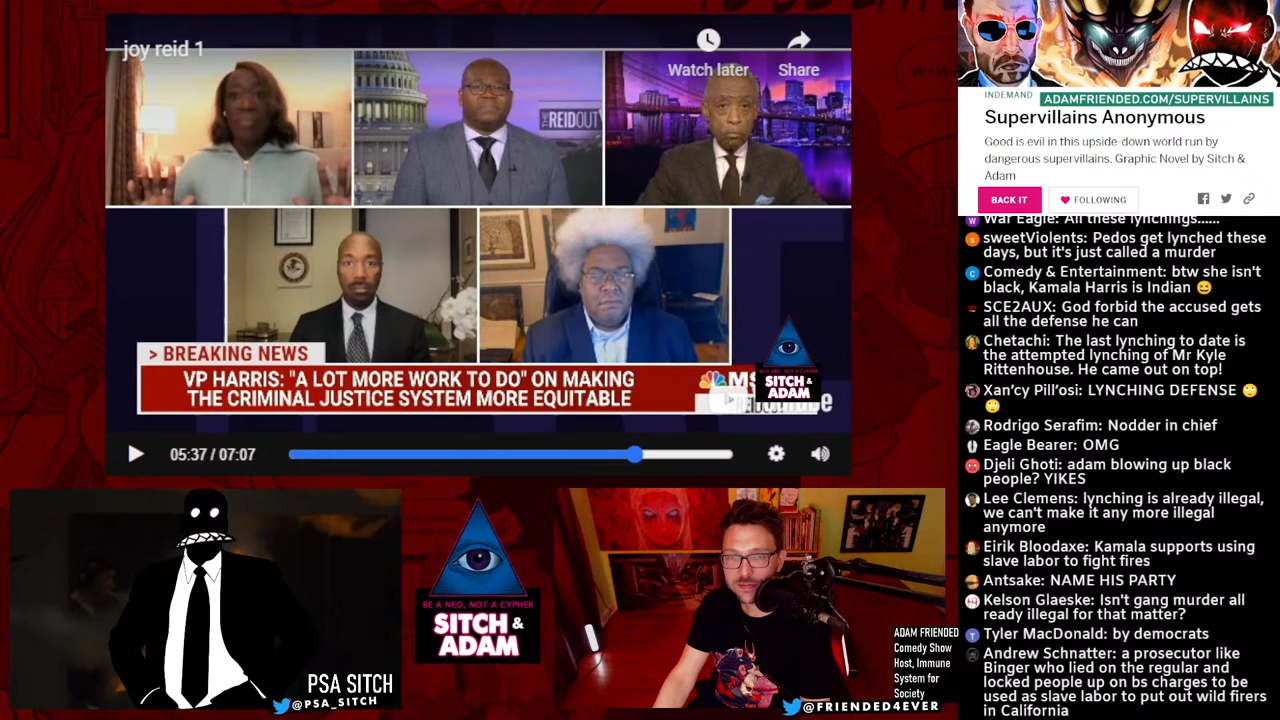 joy reid 1
Watch later
Share
THE REIDOUT
> BREAKING NEWS
VP HARRIS: "A LOT MORE WORK TO DO" ON MAKING
THE CRIMINAL JUSTICE SYSTEM MORE EQUITABLE
BE A NEO, NOT A CYPHER
SITCH &
ADAM
05:37 / 07:07
PSA SITCH
@PSA_SITCH
BE A NEO, NOT A CYPHER
SITCH &
ADAM
ADAM FRIENDED
Comedy Show
Host, Immune
System for
Society
@FRIENDED4EVER
INDEMAND
ADAMFRIENDED.COM/SUPERVILLAINS
Supervillains Anonymous
Good is evil in this upside-down world run by
dangerous supervillains. Graphic Novel by Sitch &
Adam
BACK IT
FOLLOWING
War Eagle: All these lynchings......
sweetViolents: Pedos get lynched these
days, but it's just called a murder
Comedy & Entertainment: btw she isn't
black, Kamala Harris is Indian 😆
SCE2AUX: God forbid the accused gets
all the defense he can
Chetachi: The last lynching to date is
the attempted lynching of Mr Kyle
Rittenhouse. He came out on top!
Xan'cy Pill'osi: LYNCHING DEFENSE 🙄
🙄
Rodrigo Serafim: Nodder in chief
Eagle Bearer: OMG
Djeli Ghoti: adam blowing up black
people? YIKES
Lee Clemens: lynching is already illegal,
we can't make it any more illegal
anymore
Eirik Bloodaxe: Kamala supports using
slave labor to fight fires
Antsake: NAME HIS PARTY
Kelson Glaeske: Isn't gang murder all
ready illegal for that matter?
Tyler MacDonald: by democrats
Andrew Schnatter: a prosecutor like
Binger who lied on the regular and
locked people up on bs charges to be
used as slave labor to put out wild firers
in California